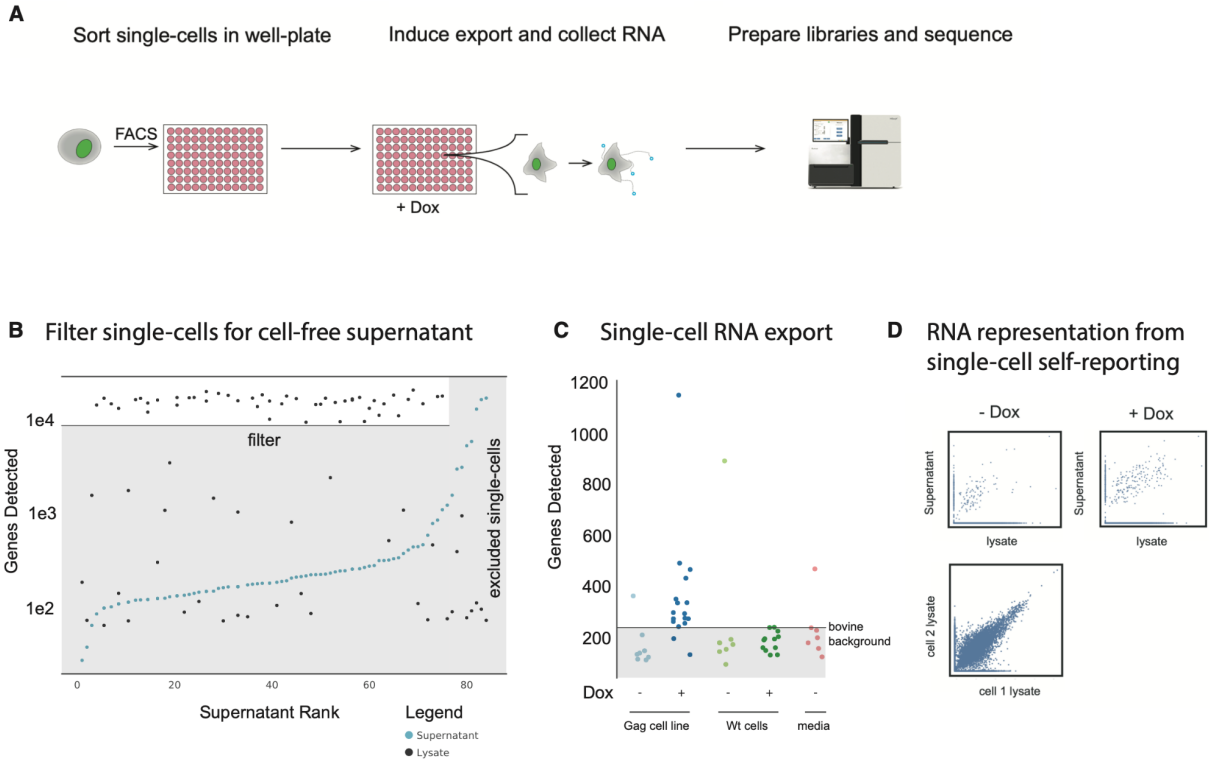 A
Sort single-cells in well-plate
Induce export and collect RNA
Prepare libraries and sequence
FACS
+ Dox
B
Filter single-cells for cell-free supernatant
Genes Detected
1e4
1e3
1e2
filter
excluded single-cells
0
20
40
60
80
Supernatant Rank
Legend
Supernatant
Lysate
C
Single-cell RNA export
Genes Detected
1200
1000
800
600
400
200
bovine
background
Dox - + - + -
Gag cell line
Wt cells
media
D
RNA representation from
single-cell self-reporting
- Dox
+ Dox
Supernatant
lysate
Supernatant
lysate
cell 2 lysate
cell 1 lysate